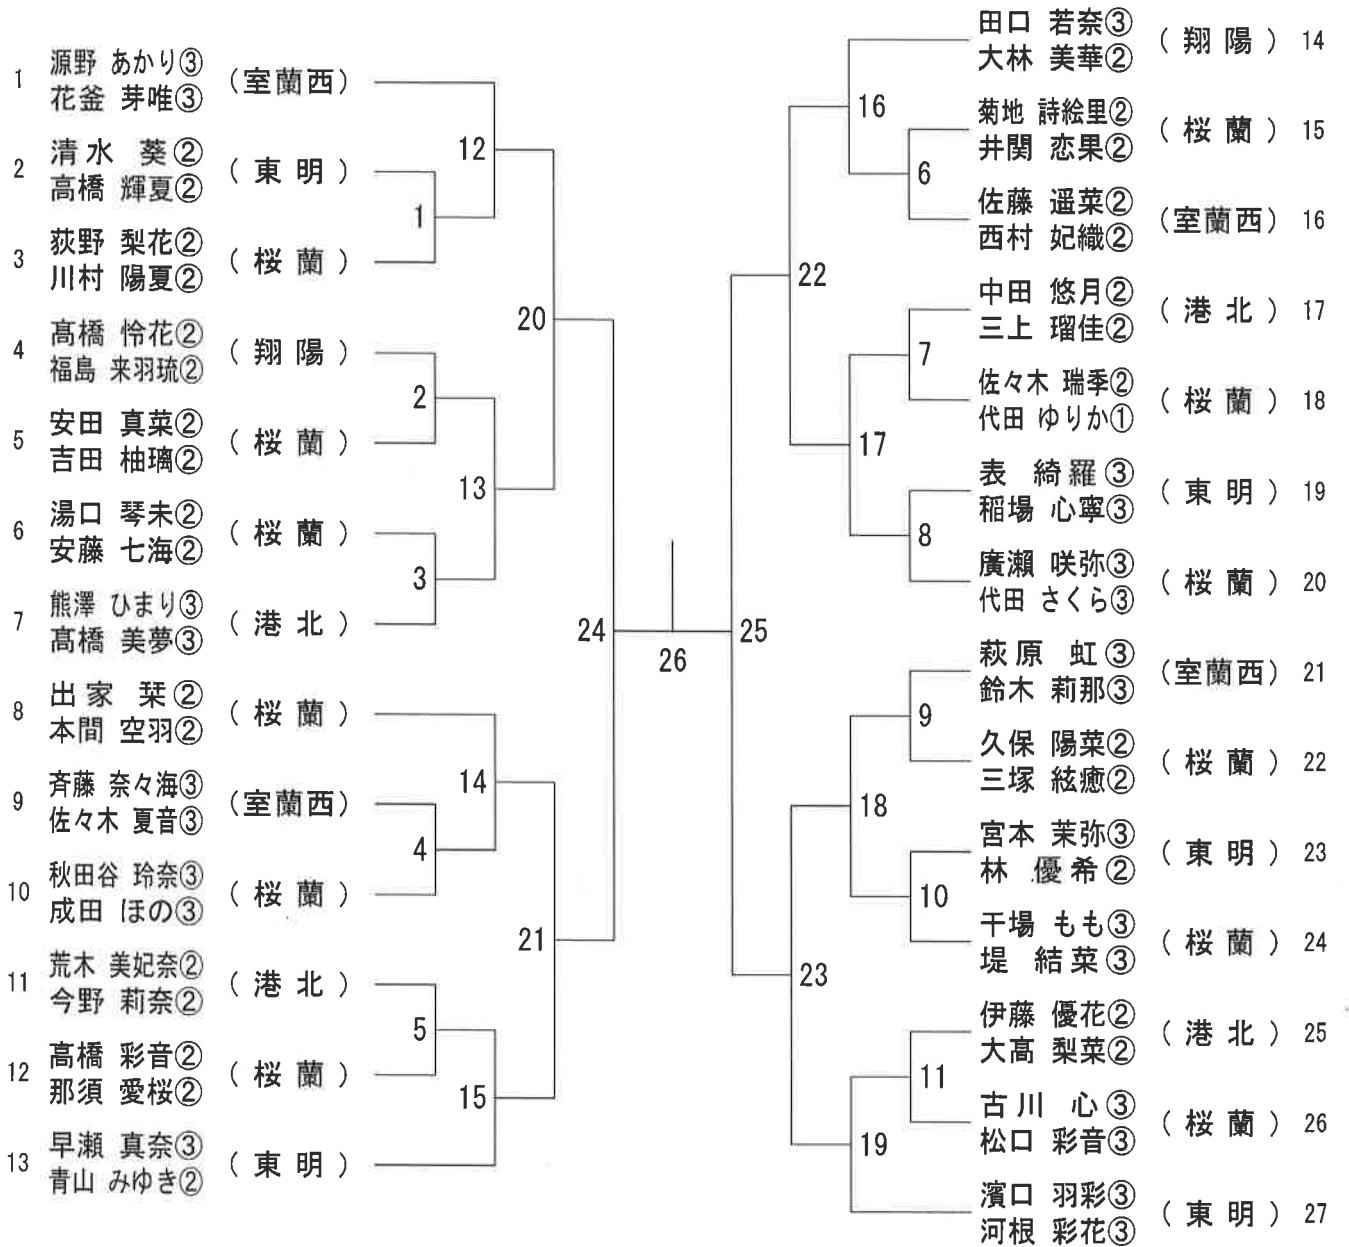 1 源野 あかり③ (室蘭西)
花釜 芽唯③
2 清水 葵② (東明)
高橋 輝夏②
3 荻野 梨花② (桜蘭)
川村 陽夏②
4 髙橋 怜花② (翔陽)
福島 来羽琉②
5 安田 真菜② (桜蘭)
吉田 柚璃②
6 湯口 琴未② (桜蘭)
安藤 七海②
7 熊澤 ひまり③ (港北)
髙橋 美夢③
8 出家 栞② (桜蘭)
本間 空羽②
9 斉藤 奈々海③ (室蘭西)
佐々木 夏音③
10 秋田谷 玲奈③ (桜蘭)
成田 ほの③
11 荒木 美妃奈② (港北)
今野 莉奈②
12 高橋 彩音② (桜蘭)
那須 愛桜②
13 早瀬 真奈③ (東明)
青山 みゆき②
12
1
20
2
13
3
24
14
4
21
5
15
26
25
16
6
22
7
17
8
9
18
10
23
11
19
田口 若奈③ (翔陽) 14
大林 美華②
菊地 詩絵里② (桜蘭) 15
井関 恋果②
佐藤 遥菜② (室蘭西) 16
西村 妃織②
中田 悠月② (港北) 17
三上 瑠佳②
佐々木 瑞季② (桜蘭) 18
代田 ゆりか①
表 綺羅③ (東明) 19
稲場 心寧③
廣瀨 咲弥③ (桜蘭) 20
代田 さくら③
萩原 虹③ (室蘭西) 21
鈴木 莉那③
久保 陽菜② (桜蘭) 22
三塚 絃癒②
宮本 茉弥③ (東明) 23
林 優希②
干場 もも③ (桜蘭) 24
堤 結菜③
伊藤 優花② (港北) 25
大髙 梨菜②
古川 心③ (桜蘭) 26
松口 彩音③
濱口 羽彩③ (東明) 27
河根 彩花③